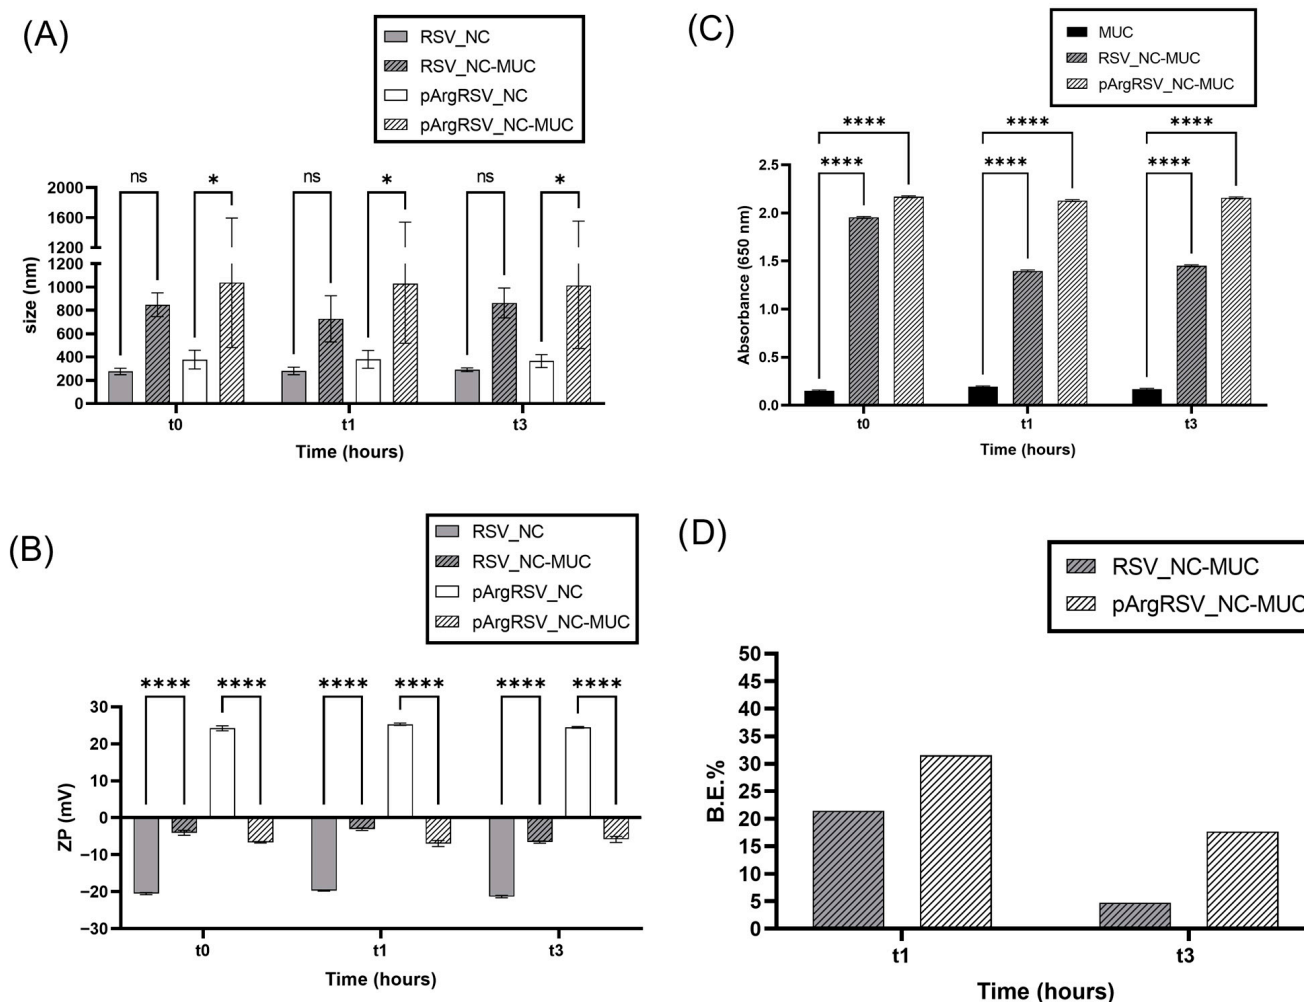 (A)
RSV_NC
RSV_NC-MUC
pArgRSV_NC
pArgRSV_NC-MUC
ns * ns * ns *
2000
1600
1200
1200
1000
800
600
400
200
0
size (nm)
t0 t1 t3
Time (hours)
(C)
MUC
RSV_NC-MUC
pArgRSV_NC-MUC
**** **** ****
**** **** ****
2.5
2.0
1.5
1.0
0.5
0.0
Absorbance (650 nm)
t0 t1 t3
Time (hours)
(B)
RSV_NC
RSV_NC-MUC
pArgRSV_NC
pArgRSV_NC-MUC
**** **** **** **** **** ****
30
20
10
0
−10
−20
−30
ZP (mV)
t0 t1 t3
Time (hours)
(D)
RSV_NC-MUC
pArgRSV_NC-MUC
50
45
40
35
30
25
20
15
10
5
0
B.E.%
t1 t3
Time (hours)